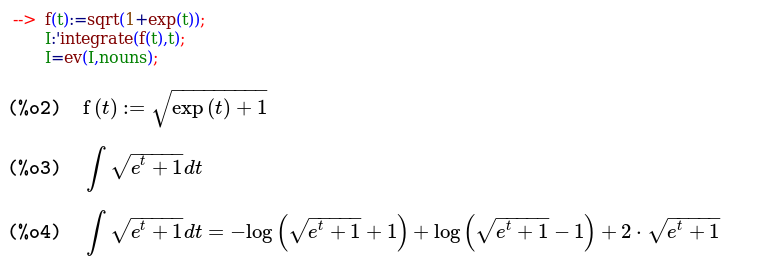 --> f(t):=sqrt(1+exp(t));
I:'integrate(f(t),t);
I=ev(I,nouns);
(%o2) f (t) := √(exp (t) + 1)
(%o3) ∫ √(e^t + 1) dt
(%o4) ∫ √(e^t + 1) dt = −log (√(e^t + 1) + 1) + log (√(e^t + 1) − 1) + 2 · √(e^t + 1)